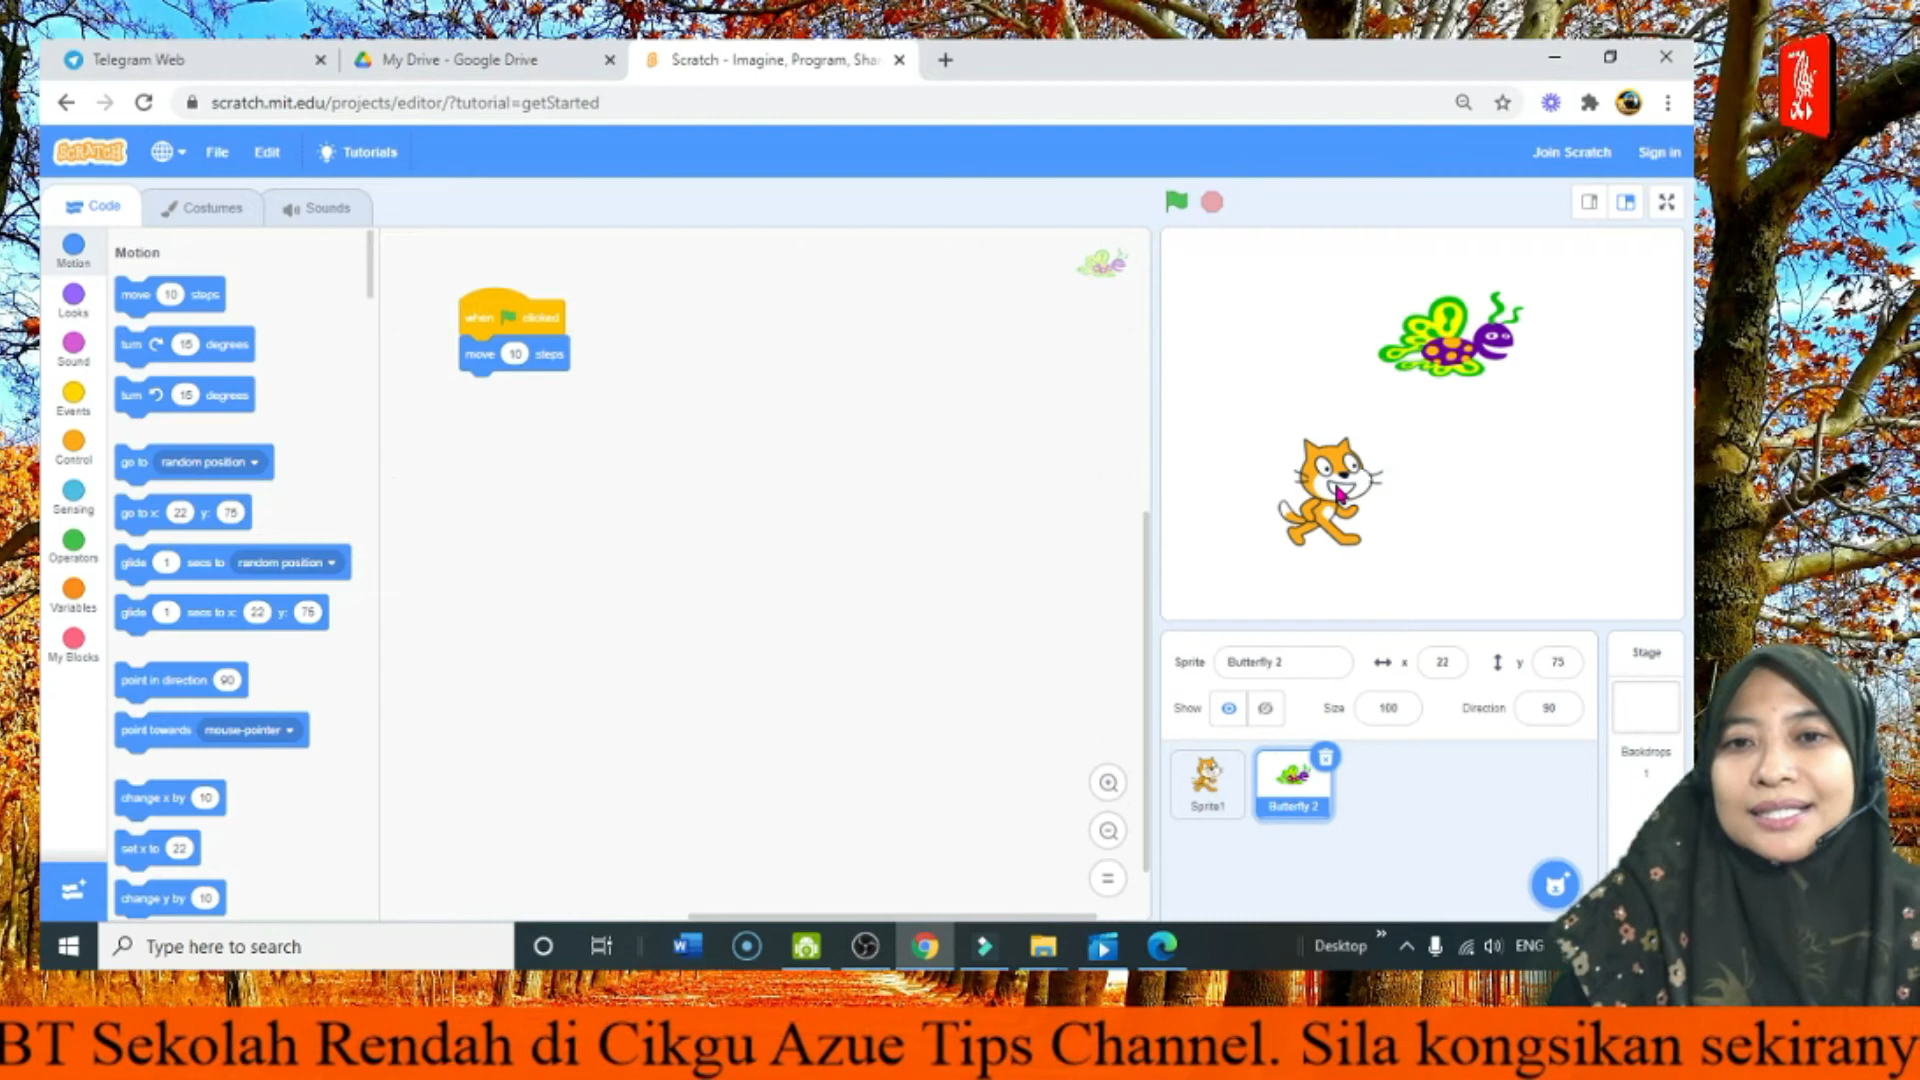 Telegram Web
My Drive - Google Drive
Scratch - Imagine, Program, Sha
scratch.mit.edu/projects/editor/?tutorial=getStarted
SCRATCH
File
Edit
Tutorials
Join Scratch
Sign in
Code
Costumes
Sounds
Motion
Looks
Sound
Events
Control
Sensing
Operators
Variables
My Blocks
Motion
move 10 steps
turn 15 degrees
turn 15 degrees
go to random position
go to x: 22 y: 75
glide 1 secs to random position
glide 1 secs to x: 22 y: 75
point in direction 90
point towards mouse-pointer
change x by 10
set x to 22
change y by 10
when clicked
move 10 steps
Sprite Butterfly 2 x 22 y 75
Show Size 100 Direction 90
Sprite1
Butterfly 2
Stage
Backdrops
1
Type here to search
Desktop
ENG
BT Sekolah Rendah di Cikgu Azue Tips Channel. Sila kongsikan sekirany